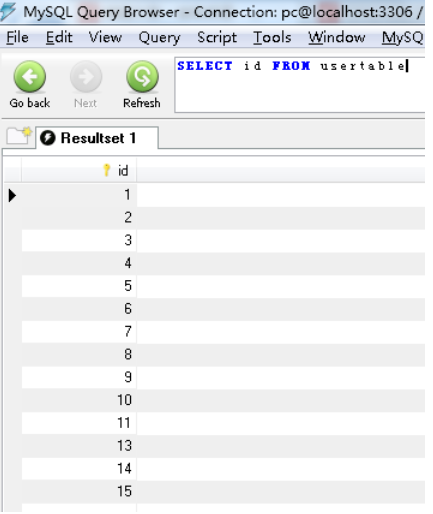 MySQL Query Browser - Connection: pc@localhost:3306 /
File Edit View Query Script Tools Window MySQ
Go back Next Refresh
SELECT id FROM usertable
Resultset 1
id
1
2
3
4
5
6
7
8
9
10
11
13
14
15